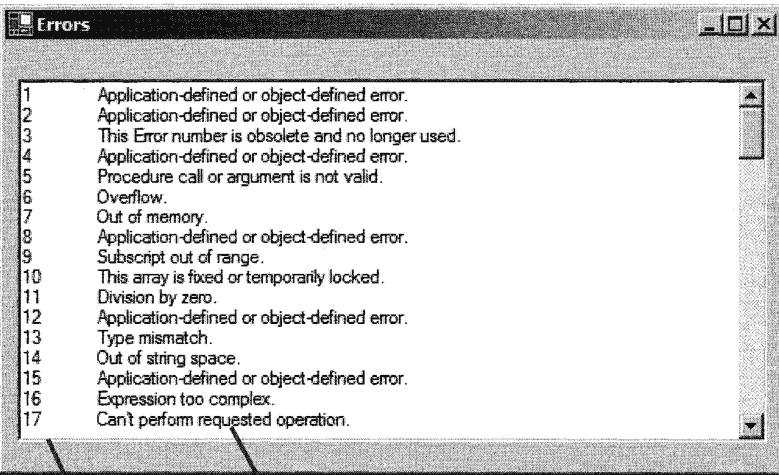 Errors
1 Application-defined or object-defined error.
2 Application-defined or object-defined error.
3 This Error number is obsolete and no longer used.
4 Application-defined or object-defined error.
5 Procedure call or argument is not valid.
6 Overflow.
7 Out of memory.
8 Application-defined or object-defined error.
9 Subscript out of range.
10 This array is fixed or temporarily locked.
11 Division by zero.
12 Application-defined or object-defined error.
13 Type mismatch.
14 Out of string space.
15 Application-defined or object-defined error.
16 Expression too complex.
17 Can't perform requested operation.